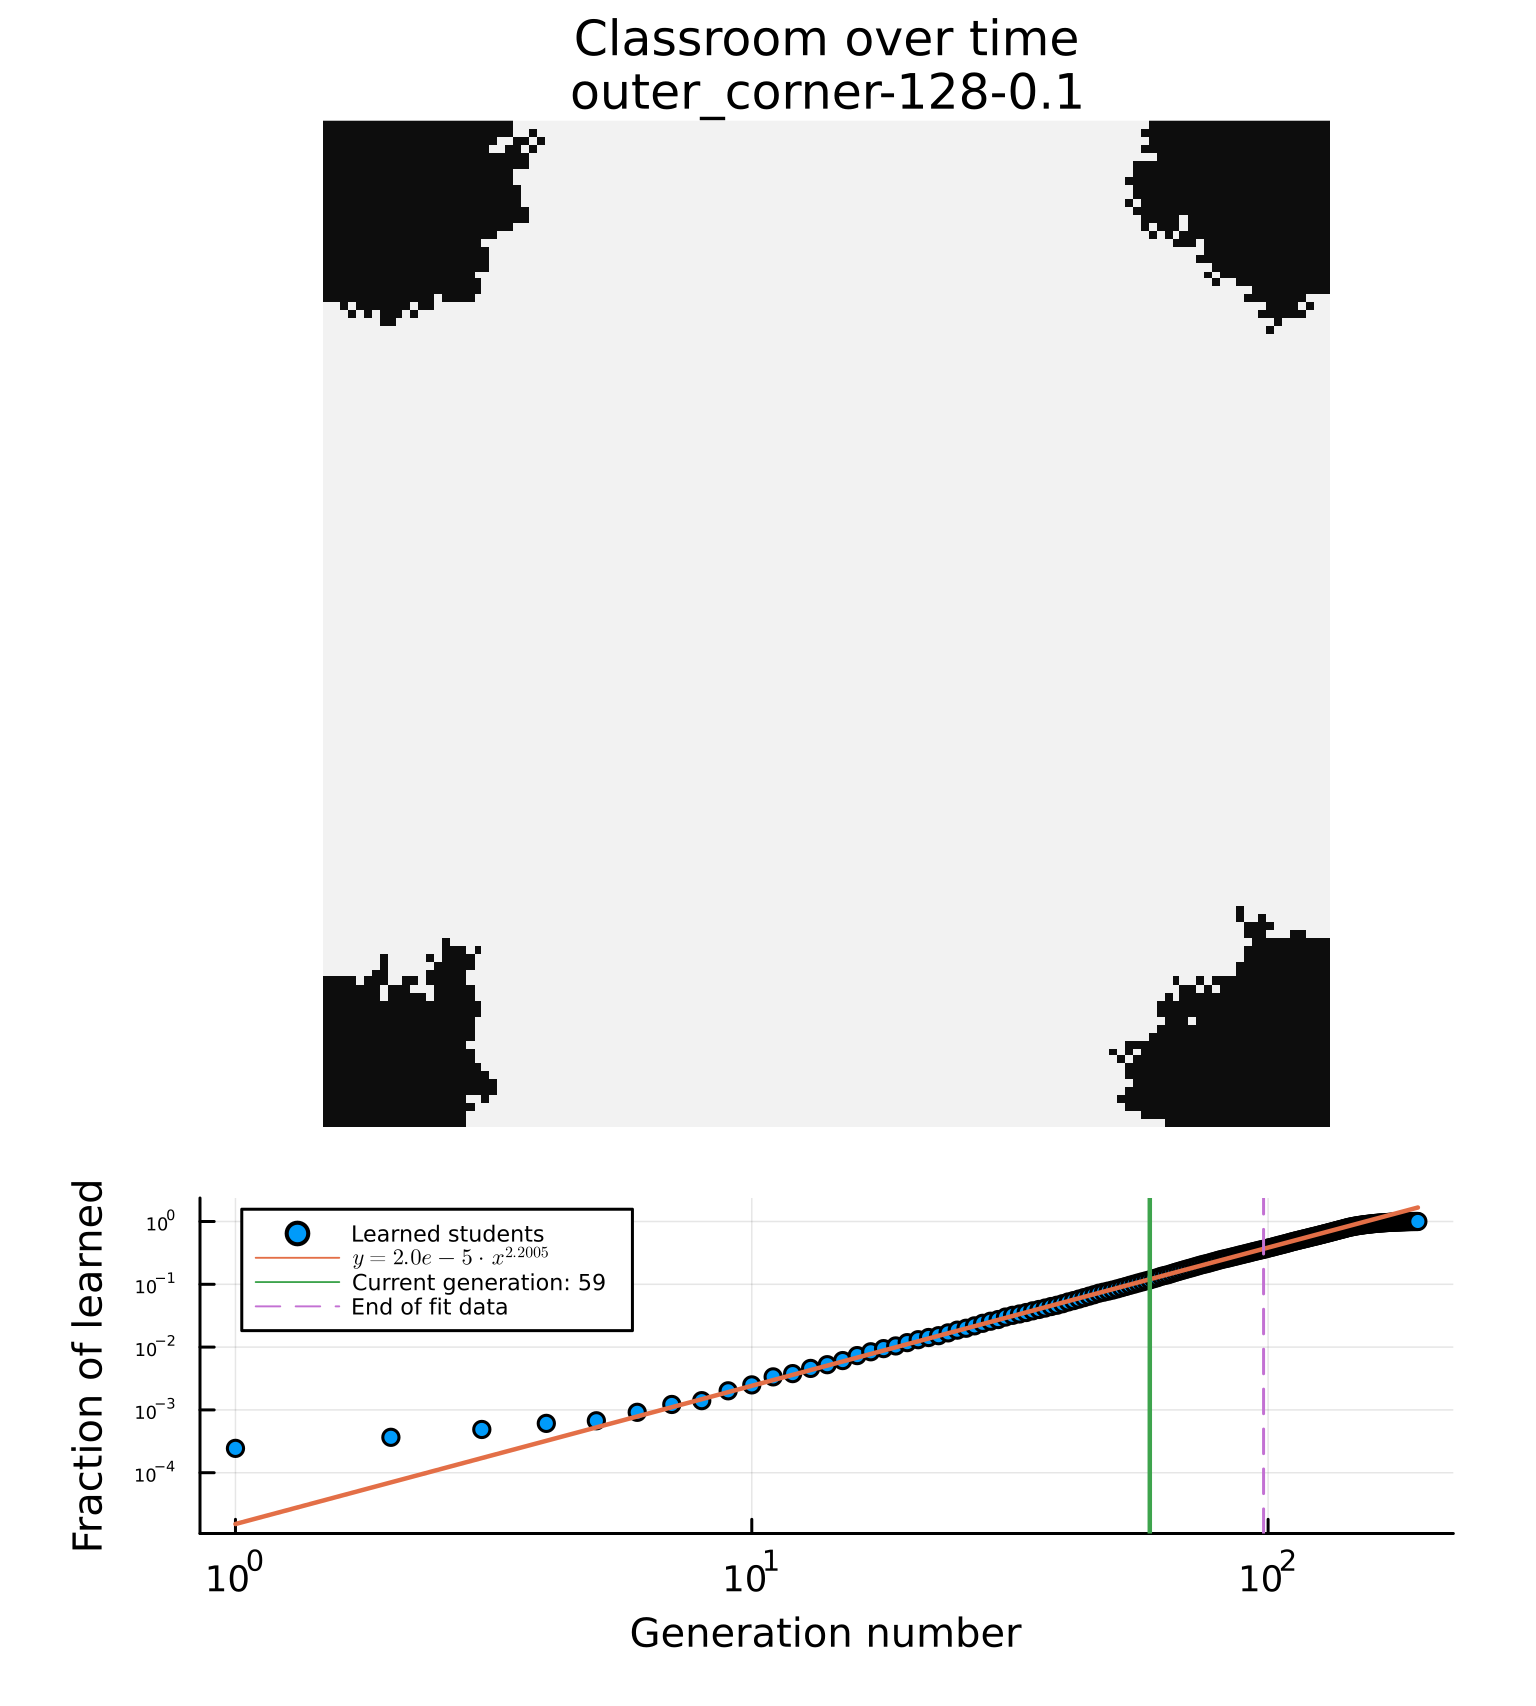 Classroom over time
outer_corner-128-0.1
Fraction of learned
10^0
10^-1
10^-2
10^-3
10^-4
Learned students
y = 2.0e − 5 · x^2.2005
Current generation: 59
End of fit data
10^0 10^1 10^2
Generation number